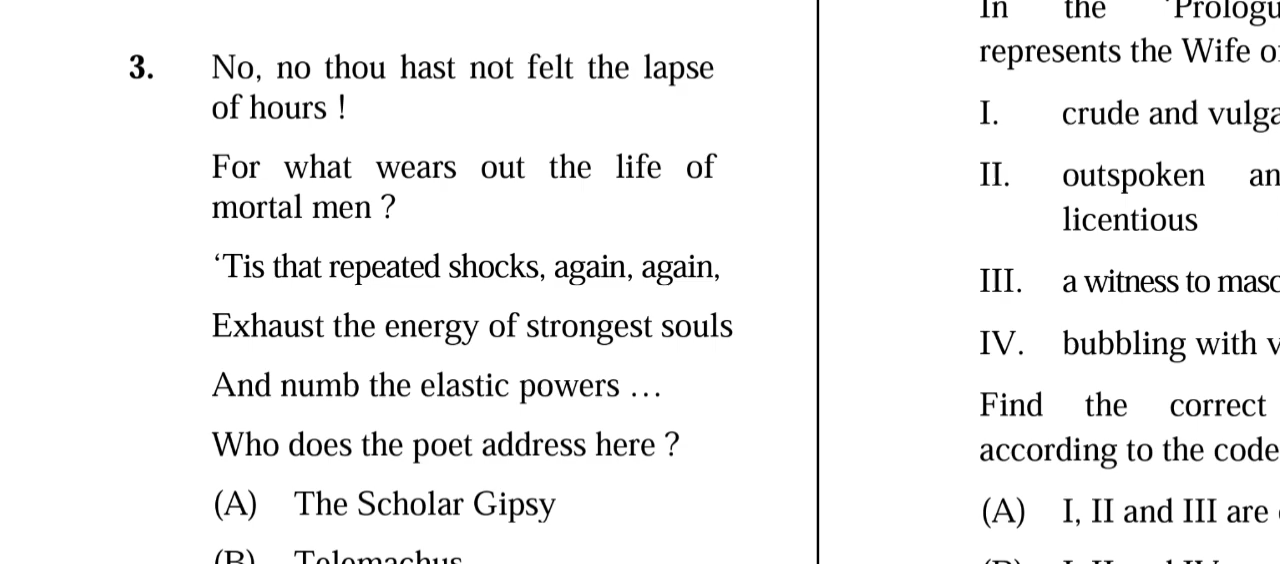 3. No, no thou hast not felt the lapse
of hours !
For what wears out the life of
mortal men ?
‘Tis that repeated shocks, again, again,
Exhaust the energy of strongest souls
And numb the elastic powers …
Who does the poet address here ?
(A) The Scholar Gipsy
(B) Telemachus
In the
represents the Wife
I. crude and
II. outspoken
licentious
III. a witness to
IV. bubbling with
Find the correct
according to the code
(A) I, II and III are